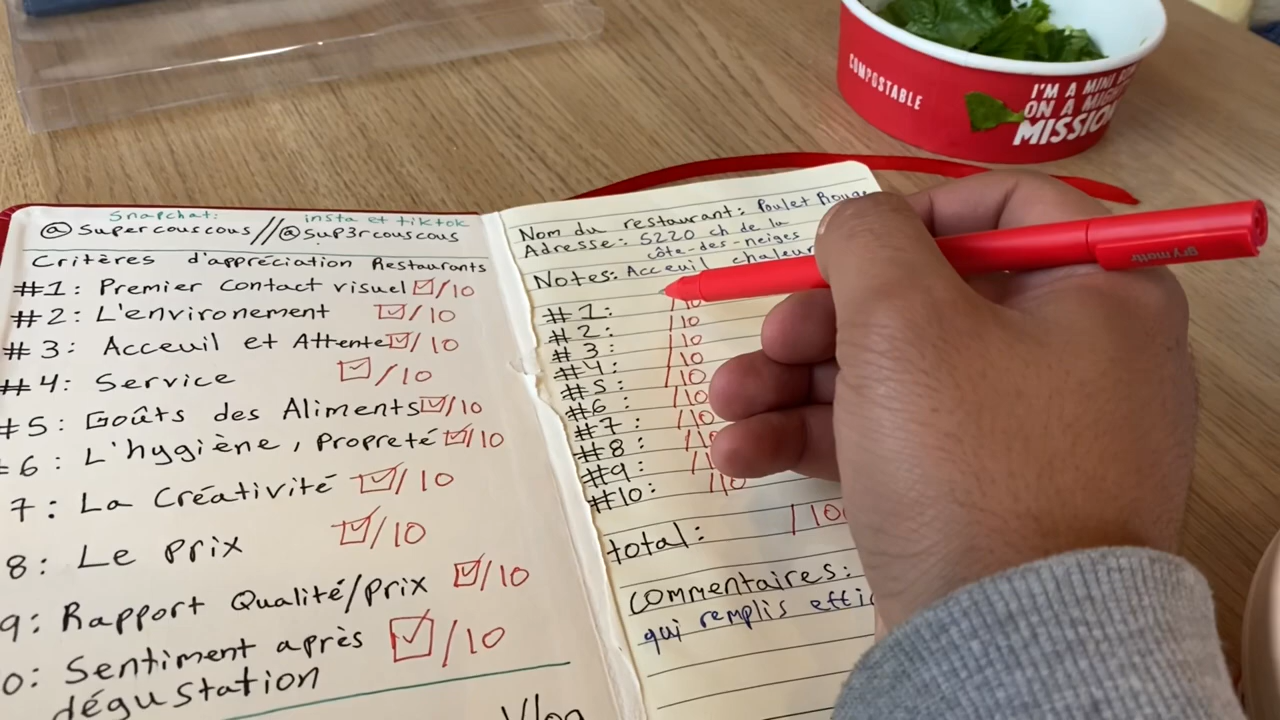 Snapchat: insta et tiktok
@supercouscous//@sup3rcouscous
Critères d'appréciation Restaurants
#1: Premier contact visuel /10
#2: L'environement /10
#3: Acceuil et Attente /10
#4: Service /10
#5: Goûts des Aliments /10
6: L'hygiène, Propreté /10
7: La Créativité /10
8: Le prix /10
9: Rapport Qualité/prix /10
0: Sentiment après /10
dégustation
Vlog
Nom du restaurant: Poulet Rouge
Adresse: 5220 ch de la
côte-des-neiges
Notes: Acceuil
#1: /10
#2: /10
#3: /10
#4: /10
#5: /10
#6: /10
#7: /10
#8: /10
#9:
#10: /10
total: /100
commentaires:
qui remplis
COMPOSTABLE
I'M A MINI
ON A
MISSION